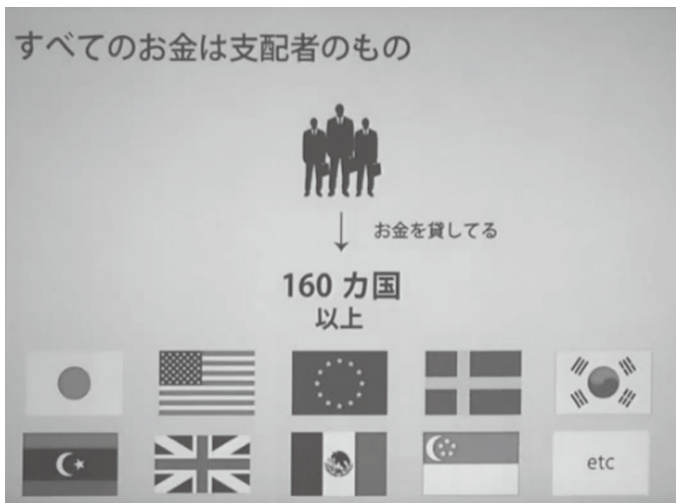 すべてのお金は支配者のもの
お金を貸してる
160 カ国
以上
etc